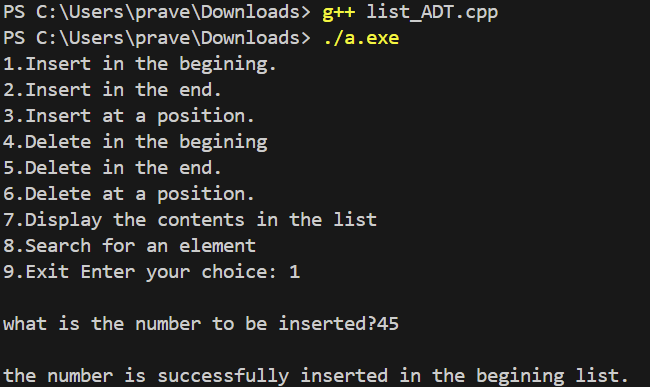 PS C:\Users\prave\Downloads> g++ list_ADT.cpp
PS C:\Users\prave\Downloads> ./a.exe
1.Insert in the begining.
2.Insert in the end.
3.Insert at a position.
4.Delete in the begining
5.Delete in the end.
6.Delete at a position.
7.Display the contents in the list
8.Search for an element
9.Exit Enter your choice: 1
what is the number to be inserted?45
the number is successfully inserted in the begining list.